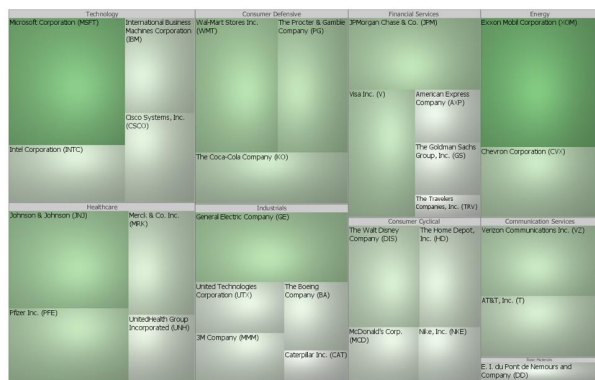 Technology
Microsoft Corporation (MSFT)
International Business
Machines Corporation
(IBM)
Cisco Systems, Inc.
(CSCO)
Intel Corporation (INTC)
Consumer Defensive
Wal-Mart Stores Inc.
(WMT)
The Procter & Gamble
Company (PG)
The Coca-Cola Company (KO)
Financial Services
JPMorgan Chase & Co. (JPM)
Visa Inc. (V)
American Express
Company (AXP)
The Goldman Sachs
Group, Inc. (GS)
The Travelers
Companies, Inc. (TRV)
Energy
Exxon Mobil Corporation (XOM)
Chevron Corporation (CVX)
Healthcare
Johnson & Johnson (JNJ)
Merck & Co. Inc.
(MRK)
Pfizer Inc. (PFE)
UnitedHealth Group
Incorporated (UNH)
Industrials
General Electric Company (GE)
United Technologies
Corporation (UTX)
The Boeing
Company (BA)
3M Company (MMM)
Caterpillar Inc. (CAT)
Consumer Cyclical
The Walt Disney
Company (DIS)
The Home Depot,
Inc. (HD)
McDonald's Corp.
(MCD)
Nike, Inc. (NKE)
Communication Services
Verizon Communications Inc. (VZ)
AT&T, Inc. (T)
Basic Materials
E. I. du Pont de Nemours and
Company (DD)